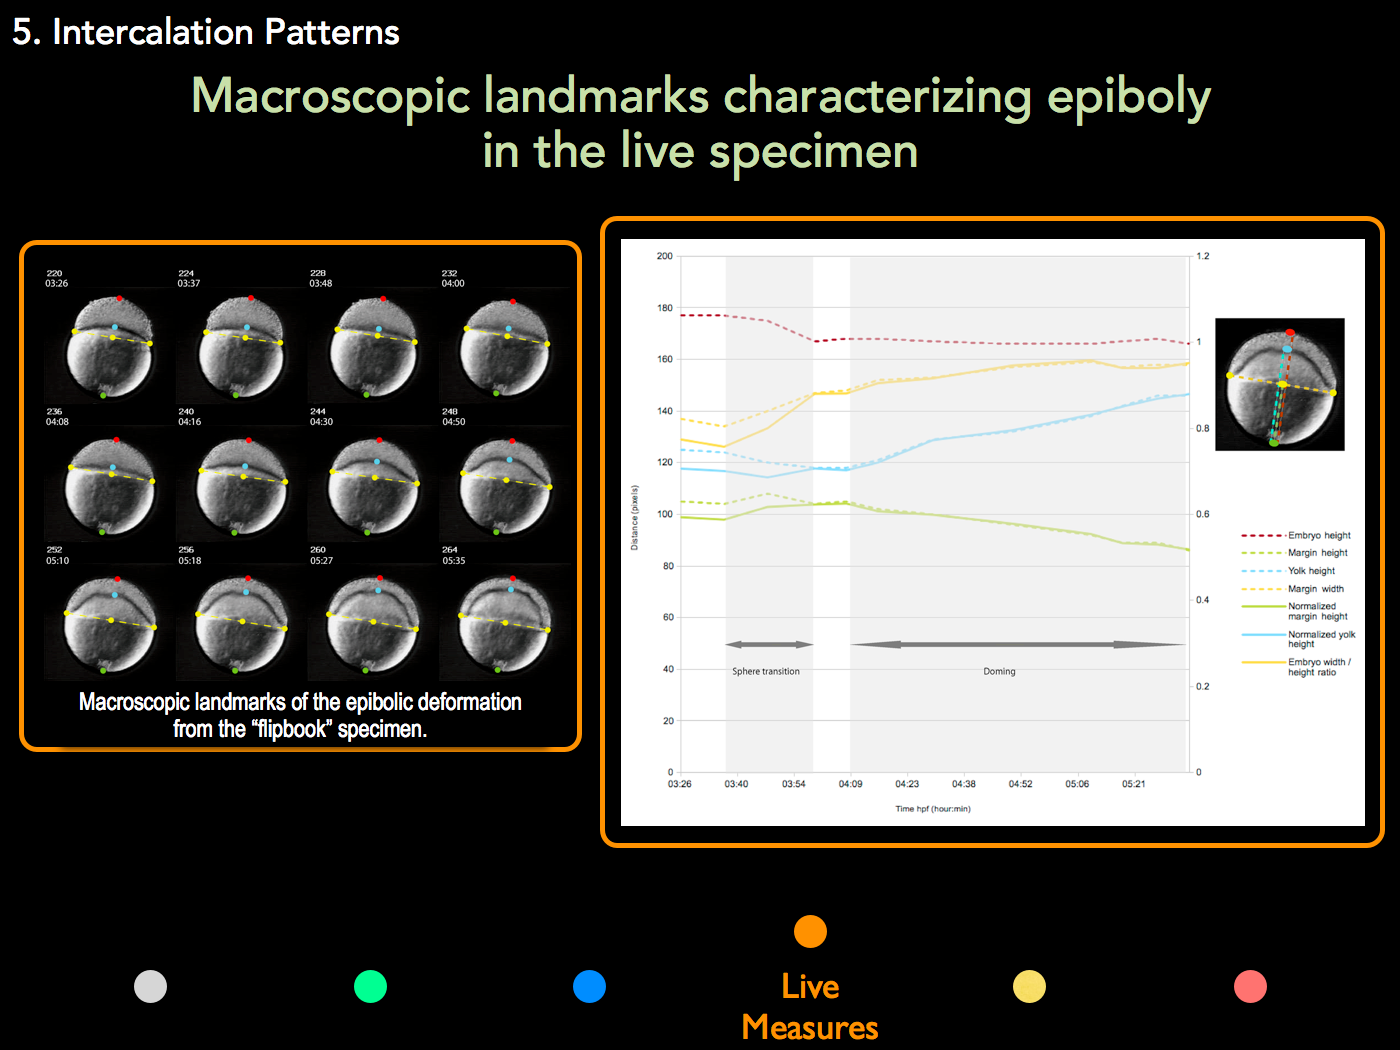 5. Intercalation Patterns
Macroscopic landmarks characterizing epiboly
in the live specimen
220
03:26
224
03:37
228
03:48
232
04:00
236
04:08
240
04:16
244
04:30
248
04:50
252
05:10
256
05:18
260
05:27
264
05:35
Macroscopic landmarks of the epibolic deformation
from the “flipbook” specimen.
200
180
160
140
120
100
80
60
40
20
0
Distance (pixels)
1.2
1
0.8
0.6
0.4
0.2
0
Sphere transition
Doming
03:26
03:40
03:54
04:09
04:23
04:38
04:52
05:06
05:21
Time hpf (hour:min)
Embryo height
Margin height
Yolk height
Margin width
Normalized
margin height
Normalized yolk
height
Embryo width /
height ratio
Live
Measures